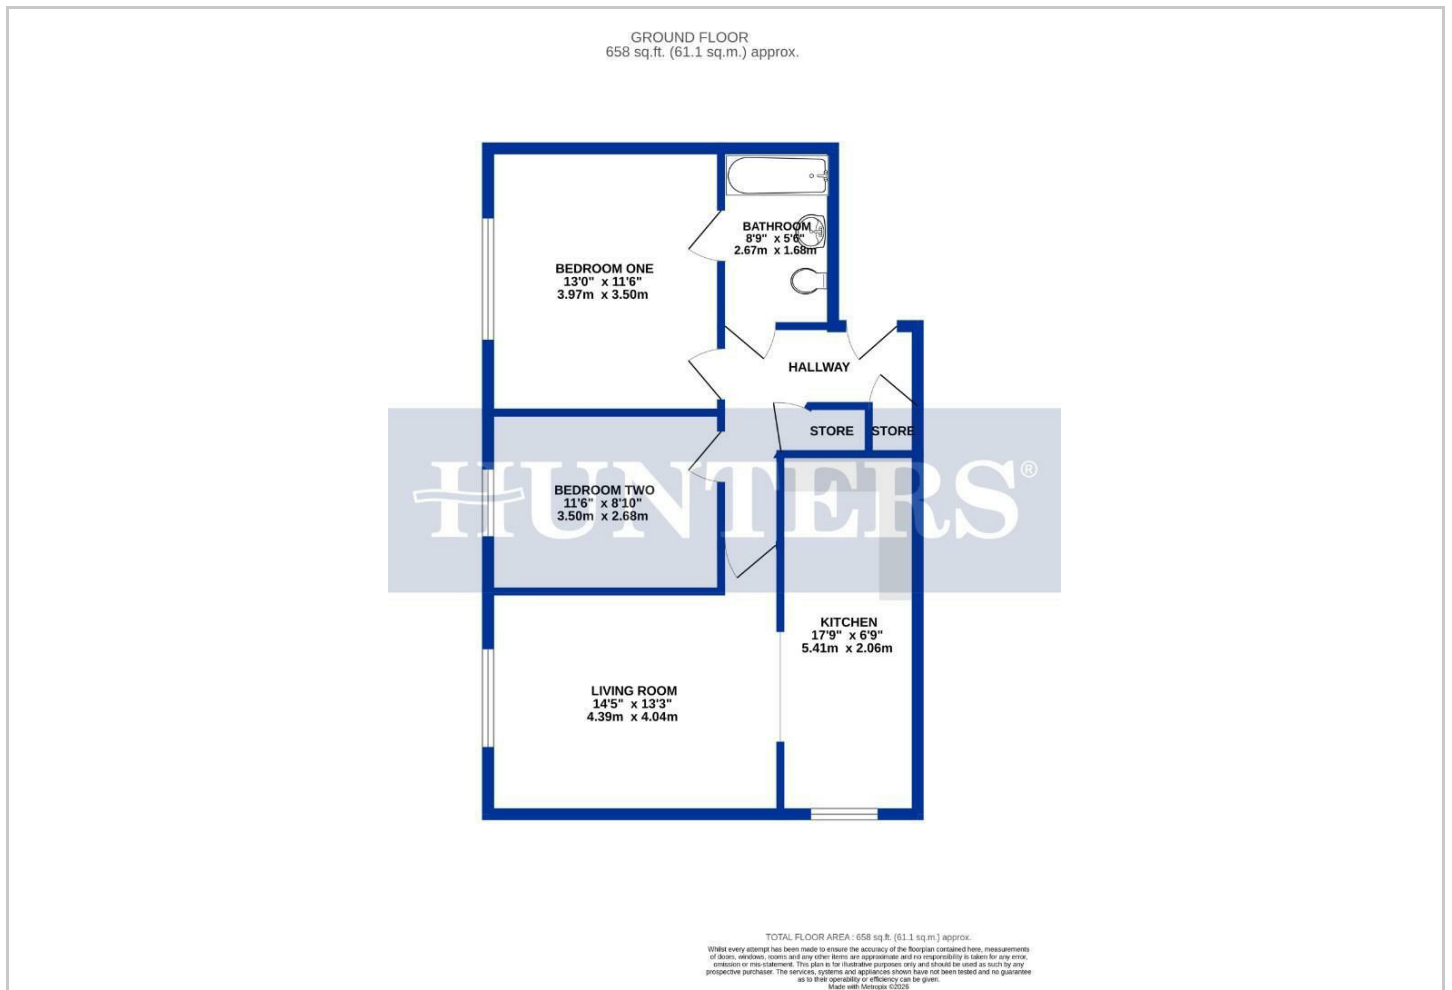 GROUND FLOOR
658 sq.ft. (61.1 sq.m.) approx.
BATHROOM
8'9" x 5'6"
2.67m x 1.68m
BEDROOM ONE
13'0" x 11'6"
3.97m x 3.50m
HALLWAY
STORE
STORE
HUNTERS®
BEDROOM TWO
11'6" x 8'10"
3.50m x 2.68m
KITCHEN
17'9" x 6'9"
5.41m x 2.06m
LIVING ROOM
14'5" x 13'3"
4.39m x 4.04m
TOTAL FLOOR AREA : 658 sq.ft. (61.1 sq.m.) approx.
Whilst every attempt has been made to ensure the accuracy of the floorplan contained here, measurements
of doors, windows, rooms and any other items are approximate and no responsibility is taken for any error,
omission or mis-statement. This plan is for illustrative purposes only and should be used as such by any
prospective purchaser. The services, systems and appliances shown have not been tested and no guarantee
as to their operability or efficiency can be given.
Made with Metropix ©2026